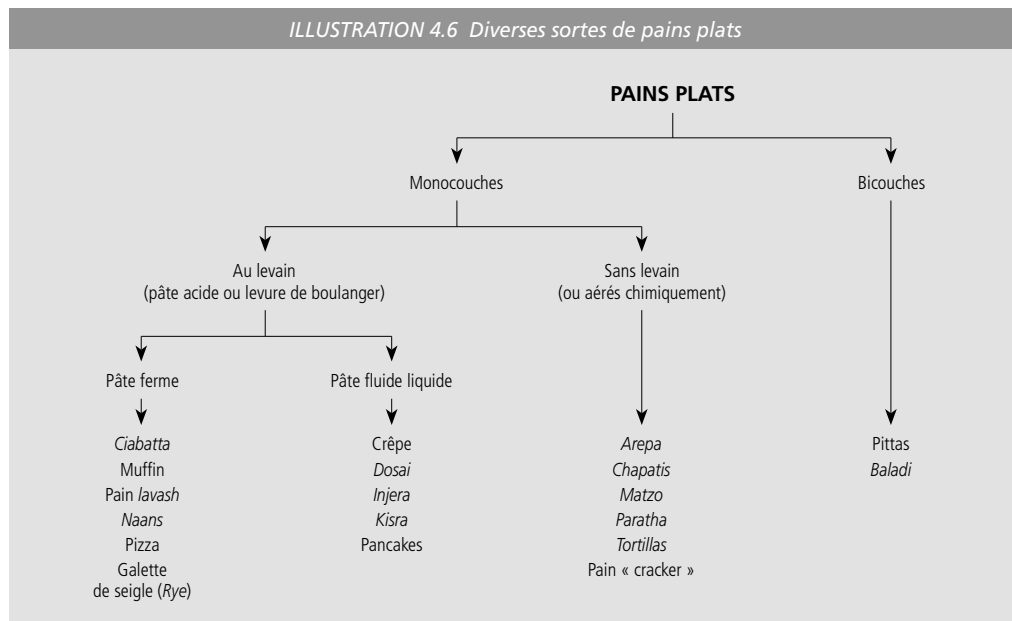 ILLUSTRATION 4.6 Diverses sortes de pains plats
PAINS PLATS
Monocouches
Bicouches
Au levain
(pâte acide ou levure de boulanger)
Sans levain
(ou aérés chimiquement)
Pâte ferme
Pâte fluide liquide
Ciabatta
Muffin
Pain lavash
Naans
Pizza
Galette
de seigle (Rye)
Crêpe
Dosai
Injera
Kisra
Pancakes
Arepa
Chapatis
Matzo
Paratha
Tortillas
Pain « cracker »
Pittas
Baladi